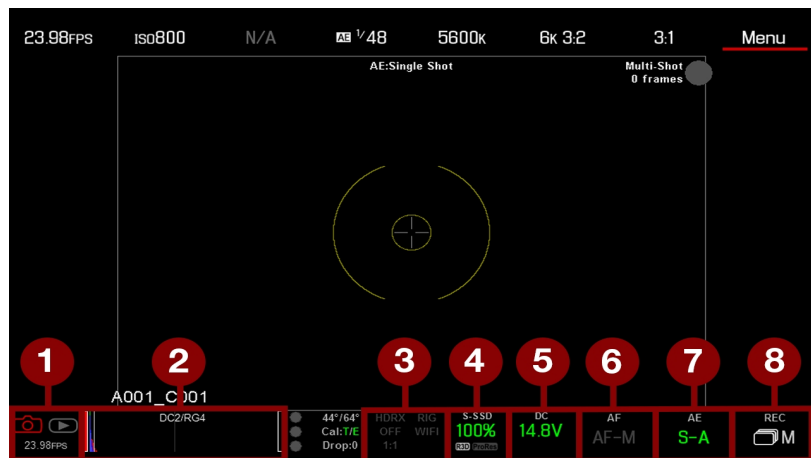 23.98FPS ISO800 N/A AE 1/48 5600K 6K 3:2 3:1 Menu
AE:Single Shot
Multi-Shot
0 frames
1 2 3 4 5 6 7 8
A001_C001
23.98FPS
DC2/RG4
44°/64°
Cal:T/E
Drop:0
HDRX RIG
OFF WIFI
1:1
S-SSD
100%
R3D ProRes
DC
14.8V
AF
AF-M
AE
S-A
REC
M